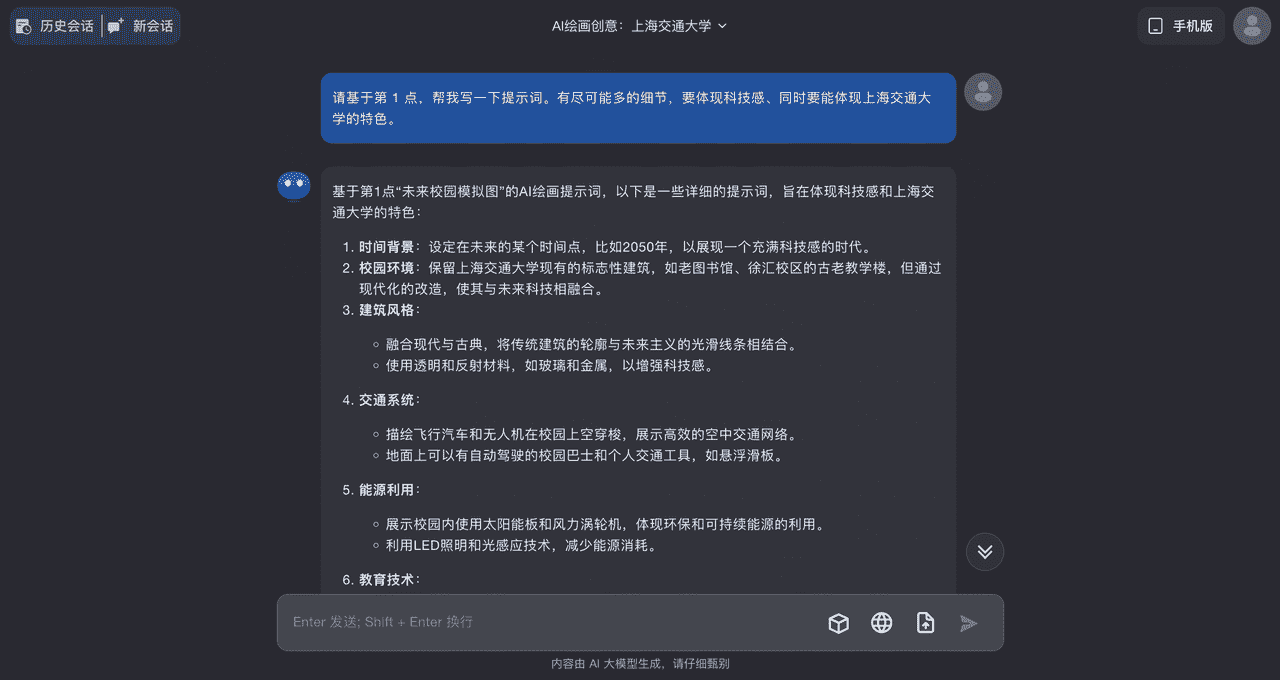 历史会话 新会话
AI绘画创意：上海交通大学
手机版
请基于第 1 点，帮我写一下提示词。有尽可能多的细节，要体现科技感、同时要能体现上海交通大
学的特色。
基于第1点“未来校园模拟图”的AI绘画提示词，以下是一些详细的提示词，旨在体现科技感和上海交
通大学的特色：
1. 时间背景：设定在未来的某个时间点，比如2050年，以展现一个充满科技感的时代。
2. 校园环境：保留上海交通大学现有的标志性建筑，如老图书馆、徐汇校区的古老教学楼，但通过
现代化的改造，使其与未来科技相融合。
3. 建筑风格：
融合现代与古典，将传统建筑的轮廓与未来主义的光滑线条相结合。
使用透明和反射材料，如玻璃和金属，以增强科技感。
4. 交通系统：
描绘飞行汽车和无人机在校园上空穿梭，展示高效的空中交通网络。
地面上可以有自动驾驶的校园巴士和个人交通工具，如悬浮滑板。
5. 能源利用：
展示校园内使用太阳能板和风力涡轮机，体现环保和可持续能源的利用。
利用LED照明和光感应技术，减少能源消耗。
6. 教育技术：
Enter 发送; Shift + Enter 换行
内容由 AI 大模型生成，请仔细甄别